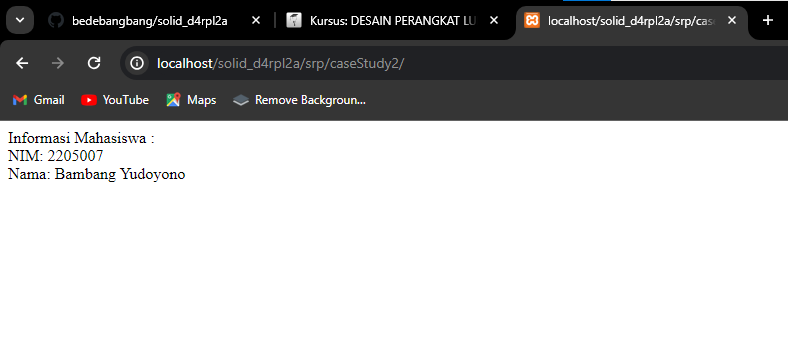 bedebangbang/solid_d4rpl2a
Kursus: DESAIN PERANGKAT LU
localhost/solid_d4rpl2a/srp/cas
localhost/solid_d4rpl2a/srp/caseStudy2/
Gmail
YouTube
Maps
Remove Backgroun...
Informasi Mahasiswa :
NIM: 2205007
Nama: Bambang Yudoyono